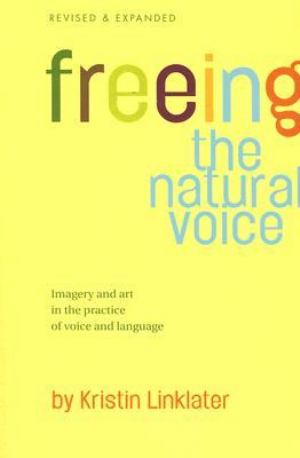 REVISED & EXPANDED
freeing
the
natural
voice
Imagery and art
in the practice
of voice and language
by Kristin Linklater